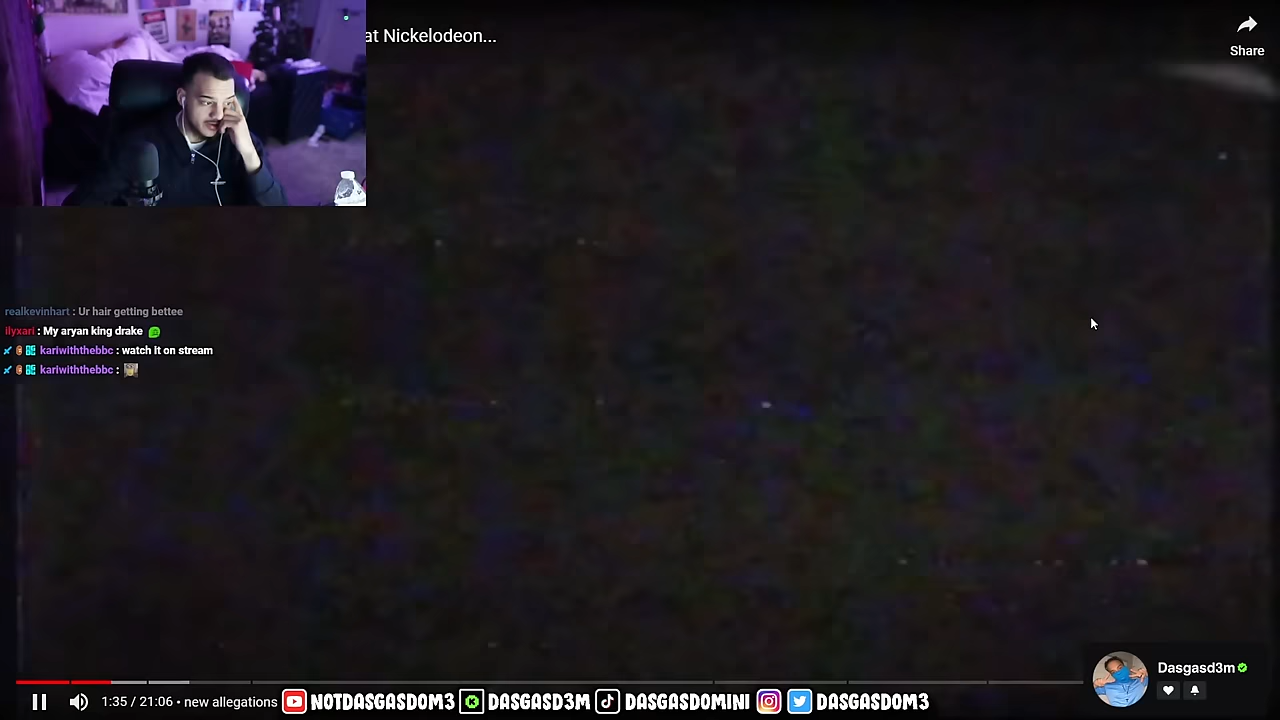 at Nickelodeon...
Share
realkevinhart : Ur hair getting bettee
ilyxari : My aryan king drake
kariwiththebbc : watch it on stream
kariwiththebbc :
Dasgasd3m
1:35 / 21:06 • new allegations
NOTDASGASDOM3 DASGASD3M DASGASDOMINI DASGASDOM3